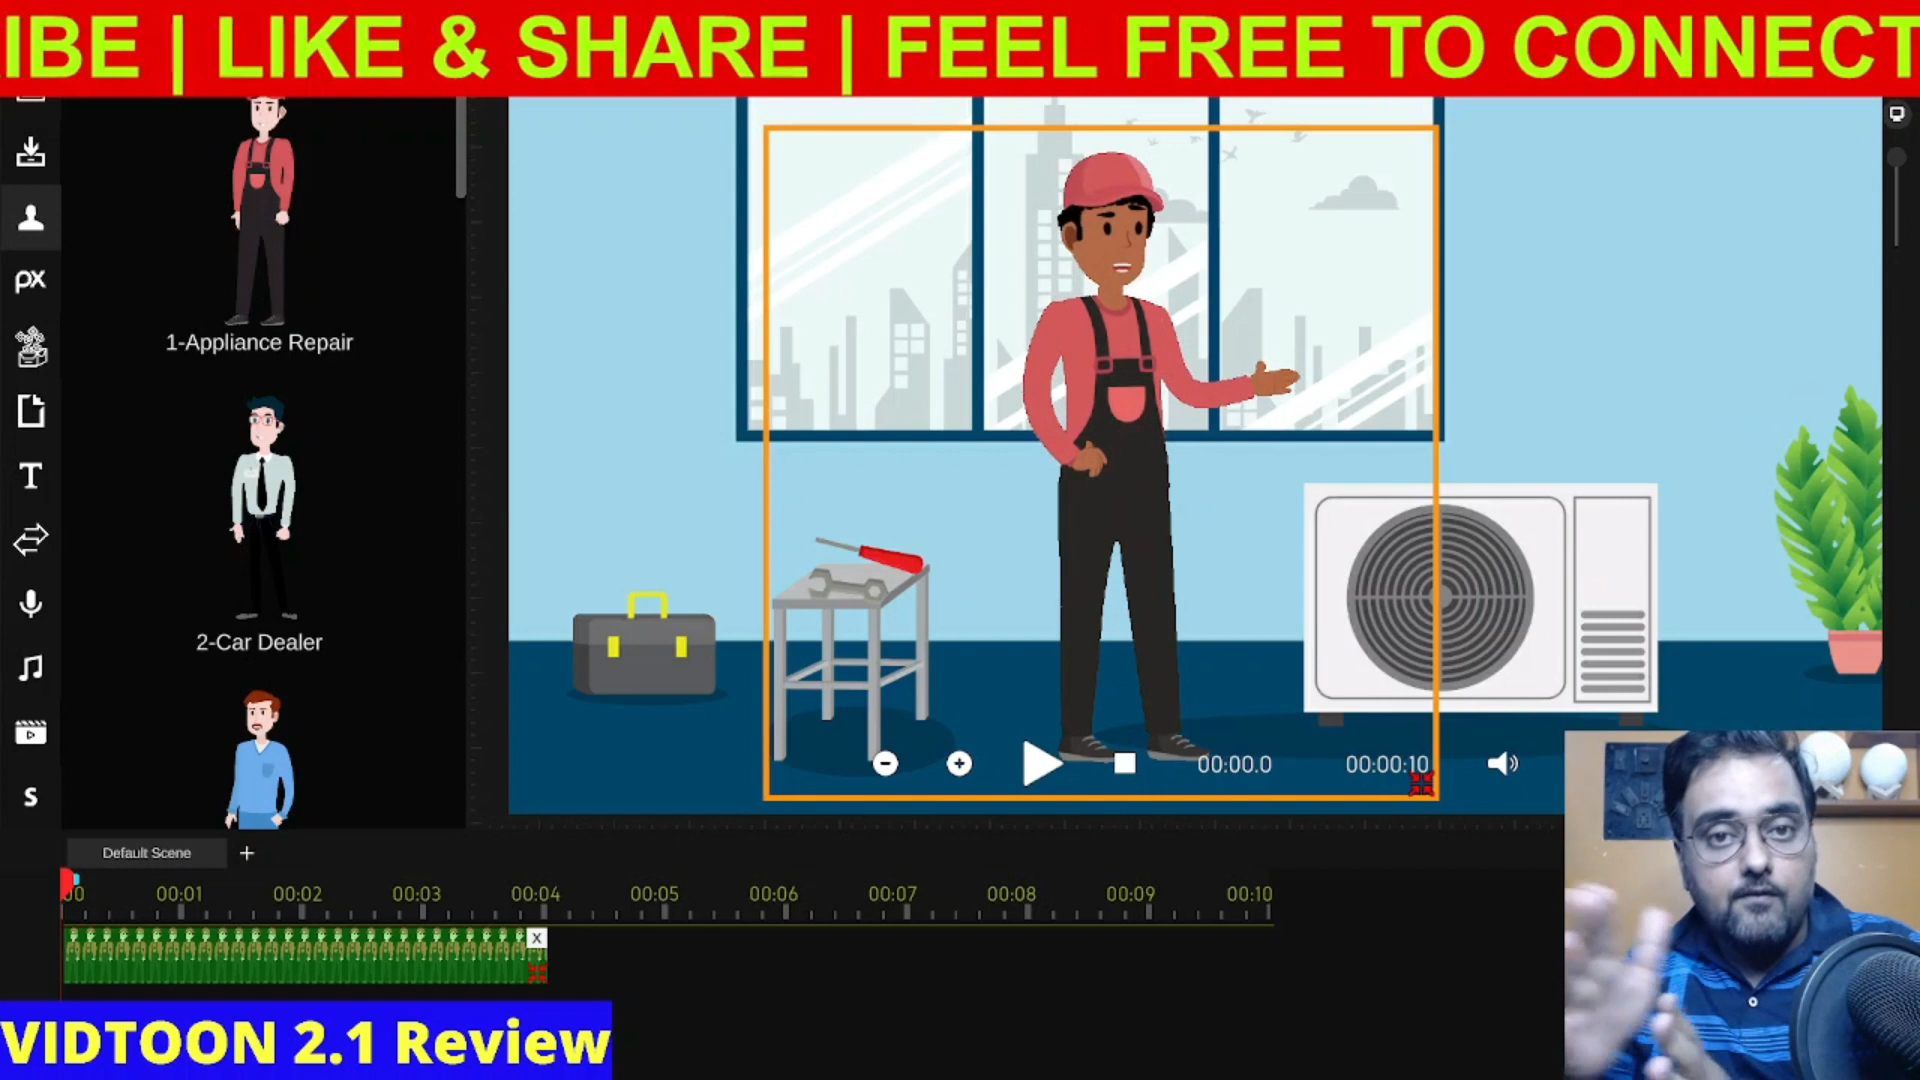 IBE | LIKE & SHARE | FEEL FREE TO CONNECT
px
1-Appliance Repair
T
2-Car Dealer
S
00:00.0
00:00:10
Default Scene +
00 00:01 00:02 00:03 00:04 00:05 00:06 00:07 00:08 00:09 00:10
X
VIDTOON 2.1 Review